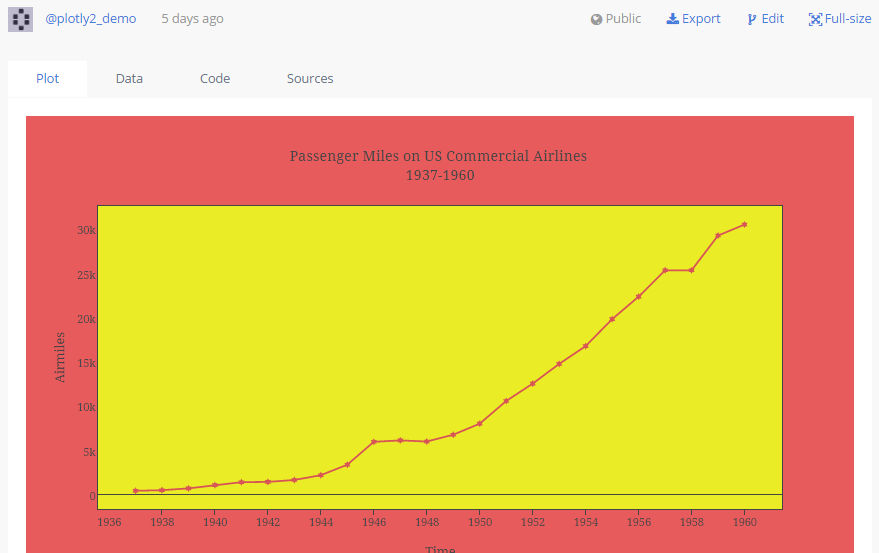 @plotly2_demo 5 days ago Public Export Edit Full-size
Plot Data Code Sources
Passenger Miles on US Commercial Airlines
1937-1960
Airmiles
30k
25k
20k
15k
10k
5k
0
1936 1938 1940 1942 1944 1946 1948 1950 1952 1954 1956 1958 1960
Time